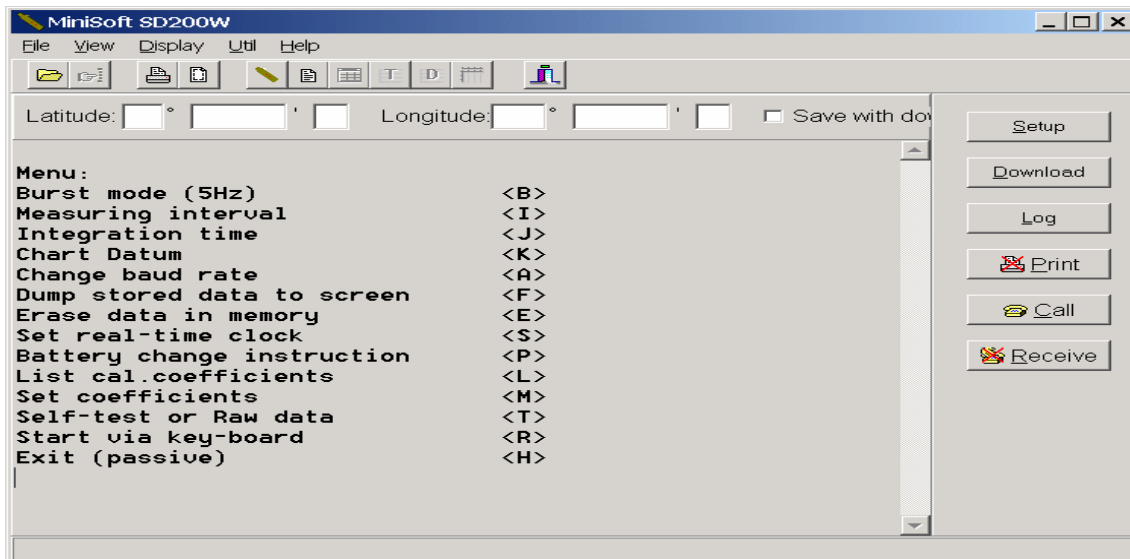 MiniSoft SD200W
File View Display Util Help
T D
Latitude: ° ' Longitude: ° ' Save with dov
Menu:
Burst mode (5Hz) <B>
Measuring interval <I>
Integration time <J>
Chart Datum <K>
Change baud rate <A>
Dump stored data to screen <F>
Erase data in memory <E>
Set real-time clock <S>
Battery change instruction <P>
List cal.coefficients <L>
Set coefficients <M>
Self-test or Raw data <T>
Start via key-board <R>
Exit (passive) <H>
Setup
Download
Log
Print
Call
Receive